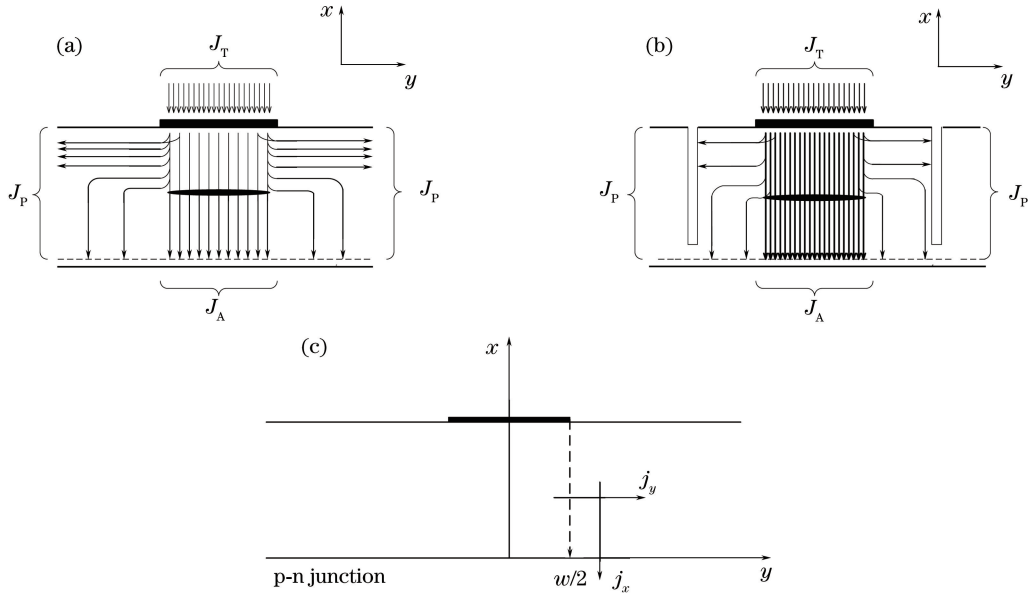 (a)
x
y
J_T
J_P
J_P
J_A
(b)
x
y
J_T
J_P
J_P
J_A
(c)
x
j_y
p-n junction
w/2
j_x
y